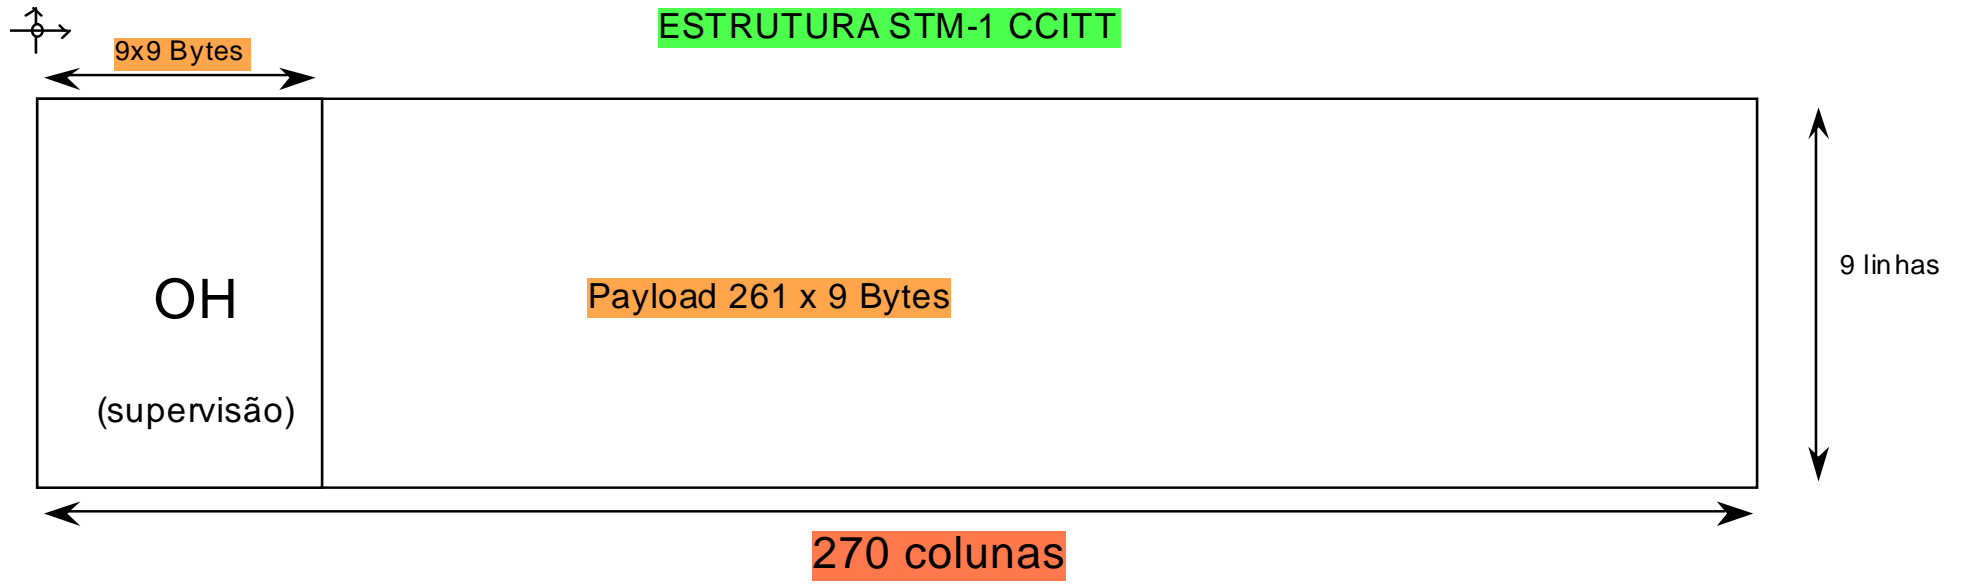 ESTRUTURA STM-1 CCITT
9x9 Bytes
OH
(supervisão)
Payload 261 x 9 Bytes
9 linhas
270 colunas